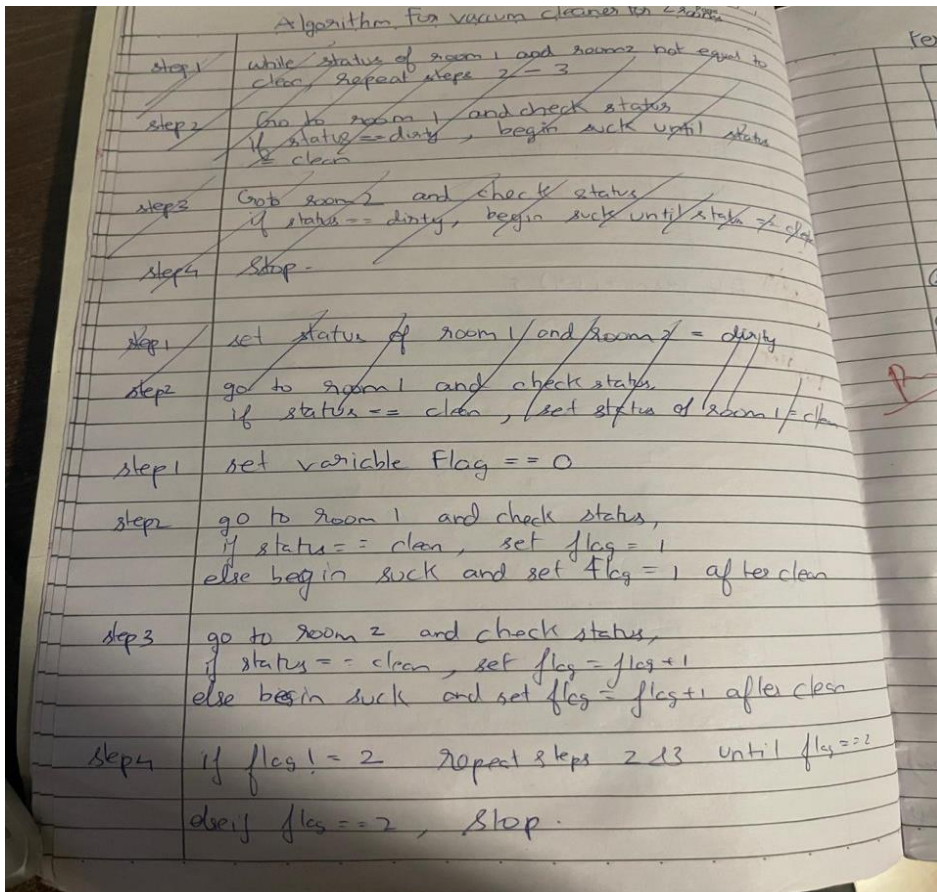 Algorithm For vaccum cleaner for 2 rooms
step1 while status of room 1 and room2 not equal to
clean, repeat steps 2 - 3
step2 Go to room 1 and check status
if status == dirty, begin suck until status
= clean
step3 Goto room 2 and check status
if status == dirty, begin suck until status = clean
step4 Stop.
step1 set status of room 1 and room 2 = dirty
step2 go to room 1 and check status,
if status == clean, set status of room 1 = clean
step1 set variable Flag == 0
step2 go to room 1 and check status,
if status == clean, set flag = 1
else begin suck and set flag = 1 after clean
step3 go to room 2 and check status,
if status == clean, set flag = flag + 1
else begin suck and set flag = flag+1 after clean
step4 if flag! = 2 repeat steps 2 &3 until flag==2
elseif flag == 2, Stop.